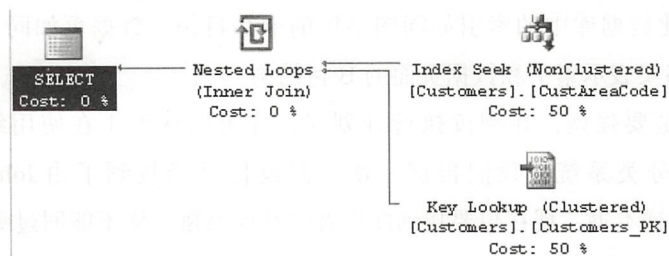 SELECT
Cost: 0 %
Nested Loops
(Inner Join)
Cost: 0 %
Index Seek (NonClustered)
[Customers].[CustAreaCode]
Cost: 50 %
Key Lookup (Clustered)
[Customers].[Customers_PK]
Cost: 50 %